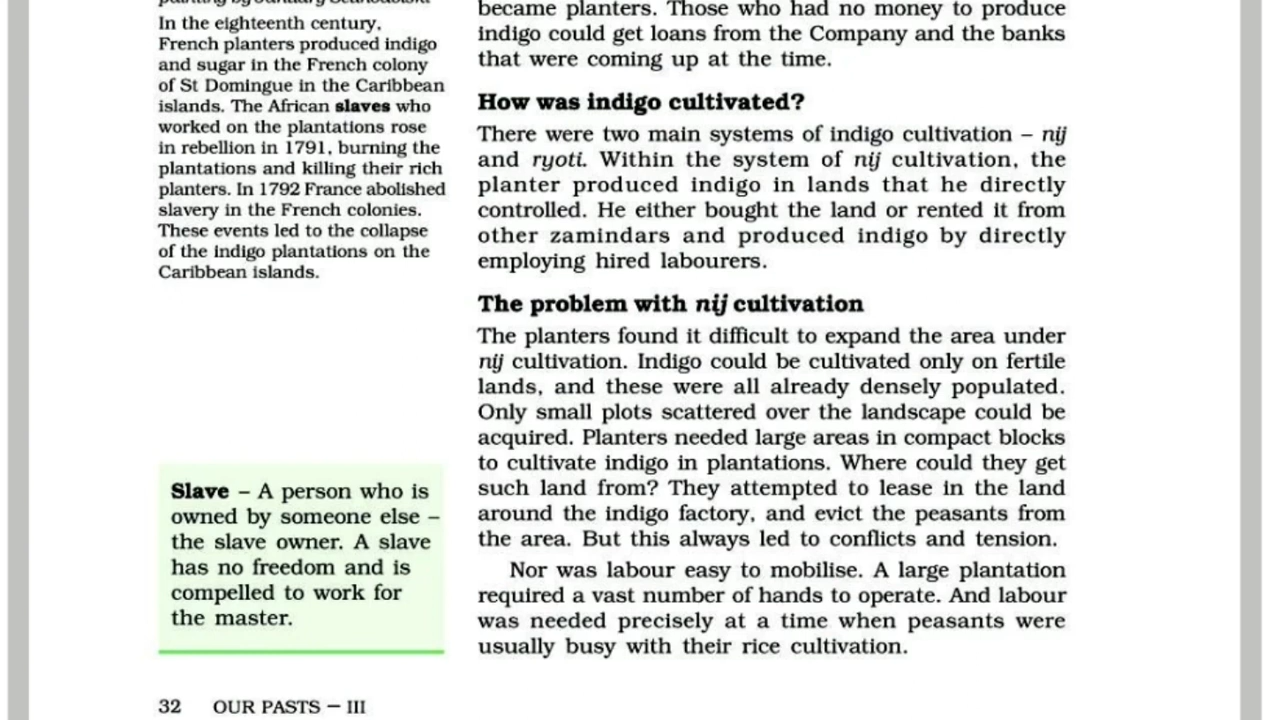 painting by January Suchodolski
In the eighteenth century,
French planters produced indigo
and sugar in the French colony
of St Domingue in the Caribbean
islands. The African slaves who
worked on the plantations rose
in rebellion in 1791, burning the
plantations and killing their rich
planters. In 1792 France abolished
slavery in the French colonies.
These events led to the collapse
of the indigo plantations on the
Caribbean islands.
Slave – A person who is
owned by someone else –
the slave owner. A slave
has no freedom and is
compelled to work for
the master.
became planters. Those who had no money to produce
indigo could get loans from the Company and the banks
that were coming up at the time.
How was indigo cultivated?
There were two main systems of indigo cultivation – nij
and ryoti. Within the system of nij cultivation, the
planter produced indigo in lands that he directly
controlled. He either bought the land or rented it from
other zamindars and produced indigo by directly
employing hired labourers.
The problem with nij cultivation
The planters found it difficult to expand the area under
nij cultivation. Indigo could be cultivated only on fertile
lands, and these were all already densely populated.
Only small plots scattered over the landscape could be
acquired. Planters needed large areas in compact blocks
to cultivate indigo in plantations. Where could they get
such land from? They attempted to lease in the land
around the indigo factory, and evict the peasants from
the area. But this always led to conflicts and tension.
Nor was labour easy to mobilise. A large plantation
required a vast number of hands to operate. And labour
was needed precisely at a time when peasants were
usually busy with their rice cultivation.
32 OUR PASTS – III